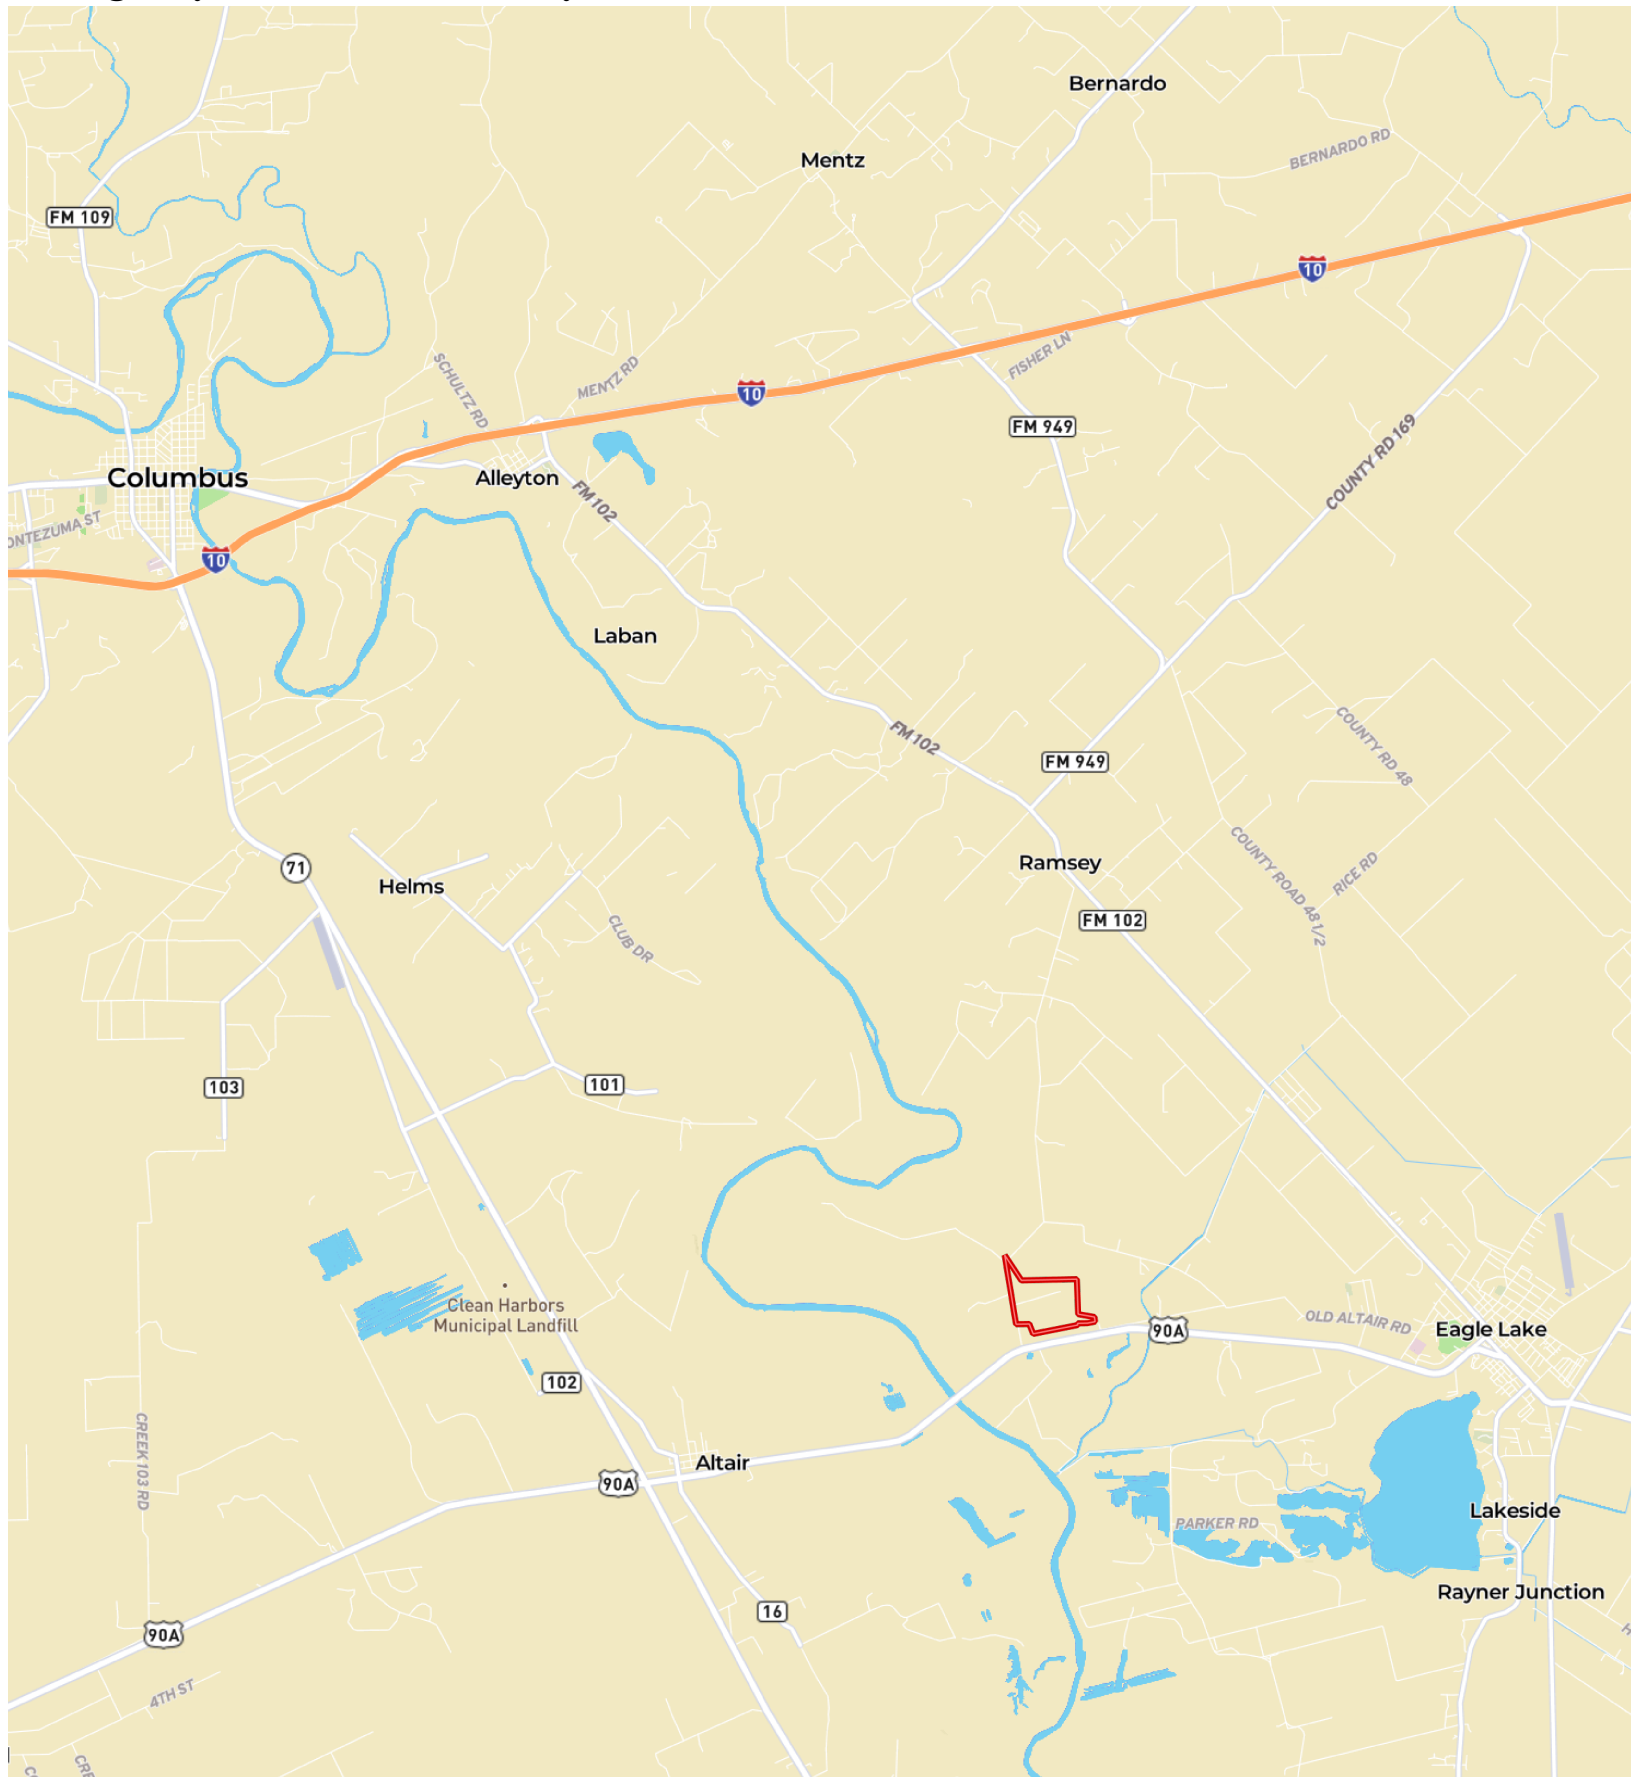 Bernardo
BERNARDO RD
Mentz
FM 109
10
FISHER LN
MENTZ RD
SCHULTZ RD
10
FM 949
COUNTY RD 169
Columbus
Alleyton
FM 102
ONTEZUMA ST
10
Laban
COUNTY RD 48
FM 102
FM 949
COUNTY ROAD 48 1/2
RICE RD
Ramsey
71
Helms
FM 102
CLUB DR
103
101
Clean Harbors
Municipal Landfill
OLD ALTAIR RD
90A
Eagle Lake
102
CREEK 103 RD
Altair
90A
Lakeside
PARKER RD
Rayner Junction
16
90A
4TH ST